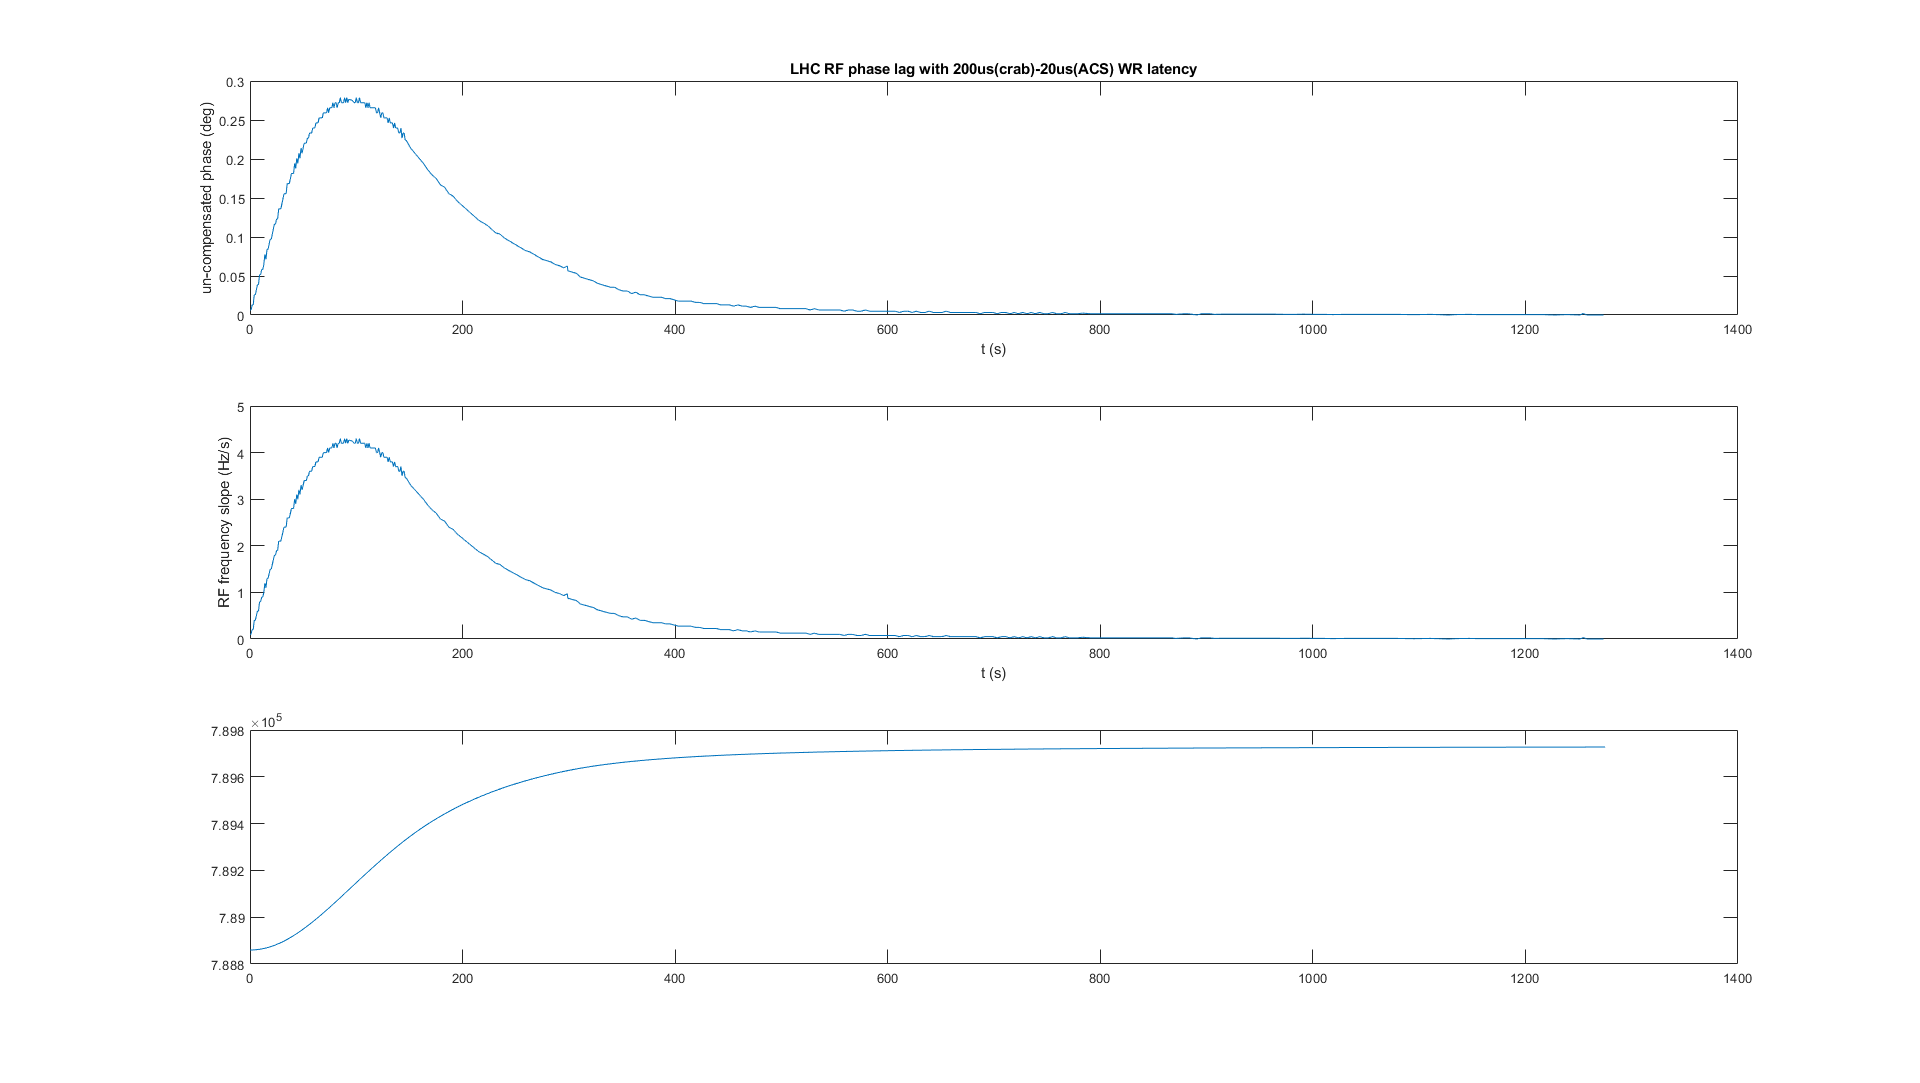 LHC RF phase lag with 200us(crab)-20us(ACS) WR latency
un-compensated phase (deg)
0.3
0.25
0.2
0.15
0.1
0.05
0
0 200 400 600 800 1000 1200 1400
t (s)
RF frequency slope (Hz/s)
5
4
3
2
1
0
0 200 400 600 800 1000 1200 1400
t (s)
×10^5
7.898
7.896
7.894
7.892
7.89
7.888
0 200 400 600 800 1000 1200 1400